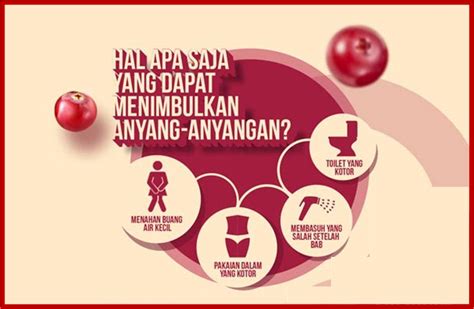 HAL APA SAJA
YANG DAPAT
MENIMBULKAN
ANYANG-ANYANGAN?
TOILET YANG
KOTOR
MENAHAN BUANG
AIR KECIL
MEMBASUH YANG
SALAH SETELAH
BAB
PAKAIAN DALAM
YANG KOTOR